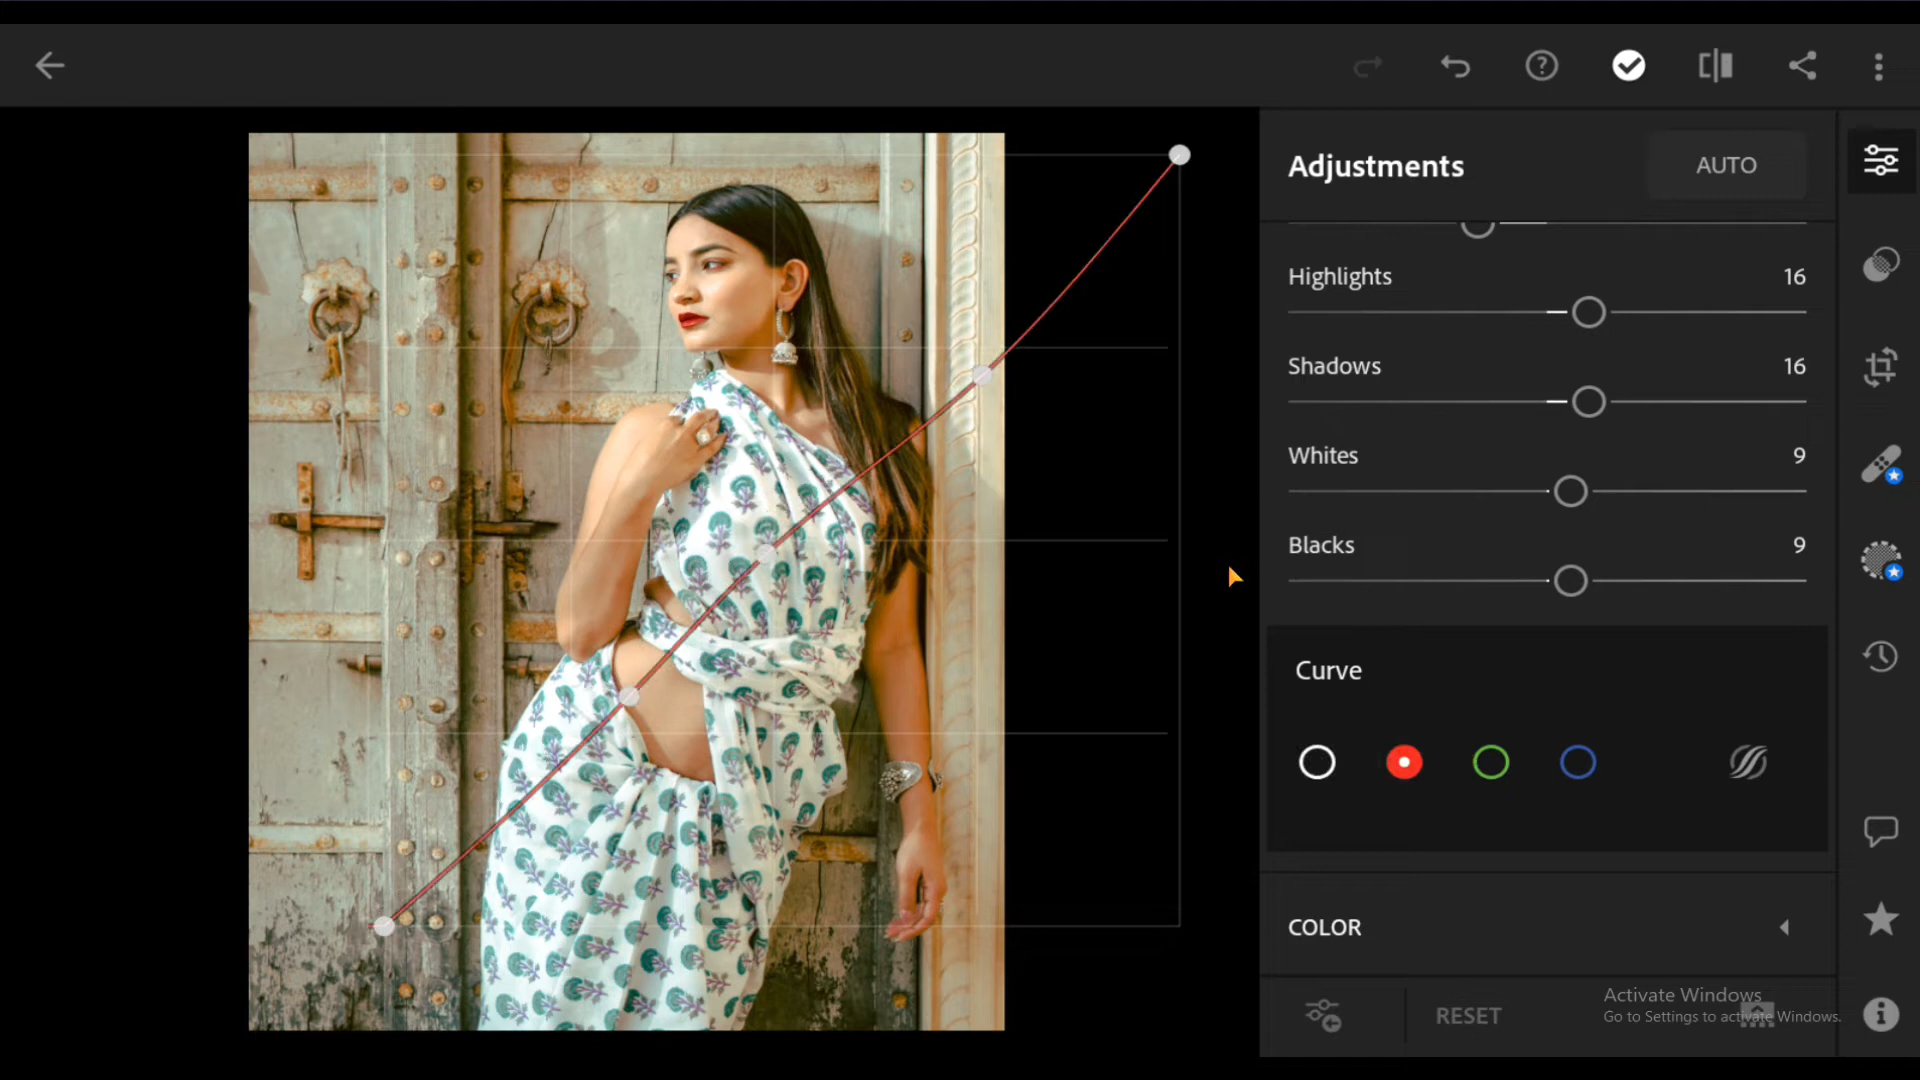 Adjustments AUTO
Highlights 16
Shadows 16
Whites 9
Blacks 9
Curve
COLOR
RESET
Activate Windows
Go to Settings to activate Windows.